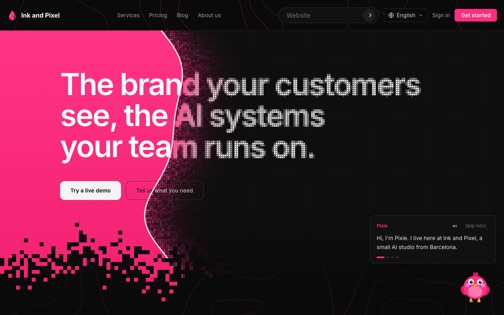 Ink and Pixel
Services Pricing Blog About us
Website
English
Sign in
Get started
The brand your customers
see, the AI systems
your team runs on.
Try a live demo
Tell us what you need
Pixie
Skip intro
Hi, I'm Pixie. I live here at Ink and Pixel, a
small AI studio from Barcelona.